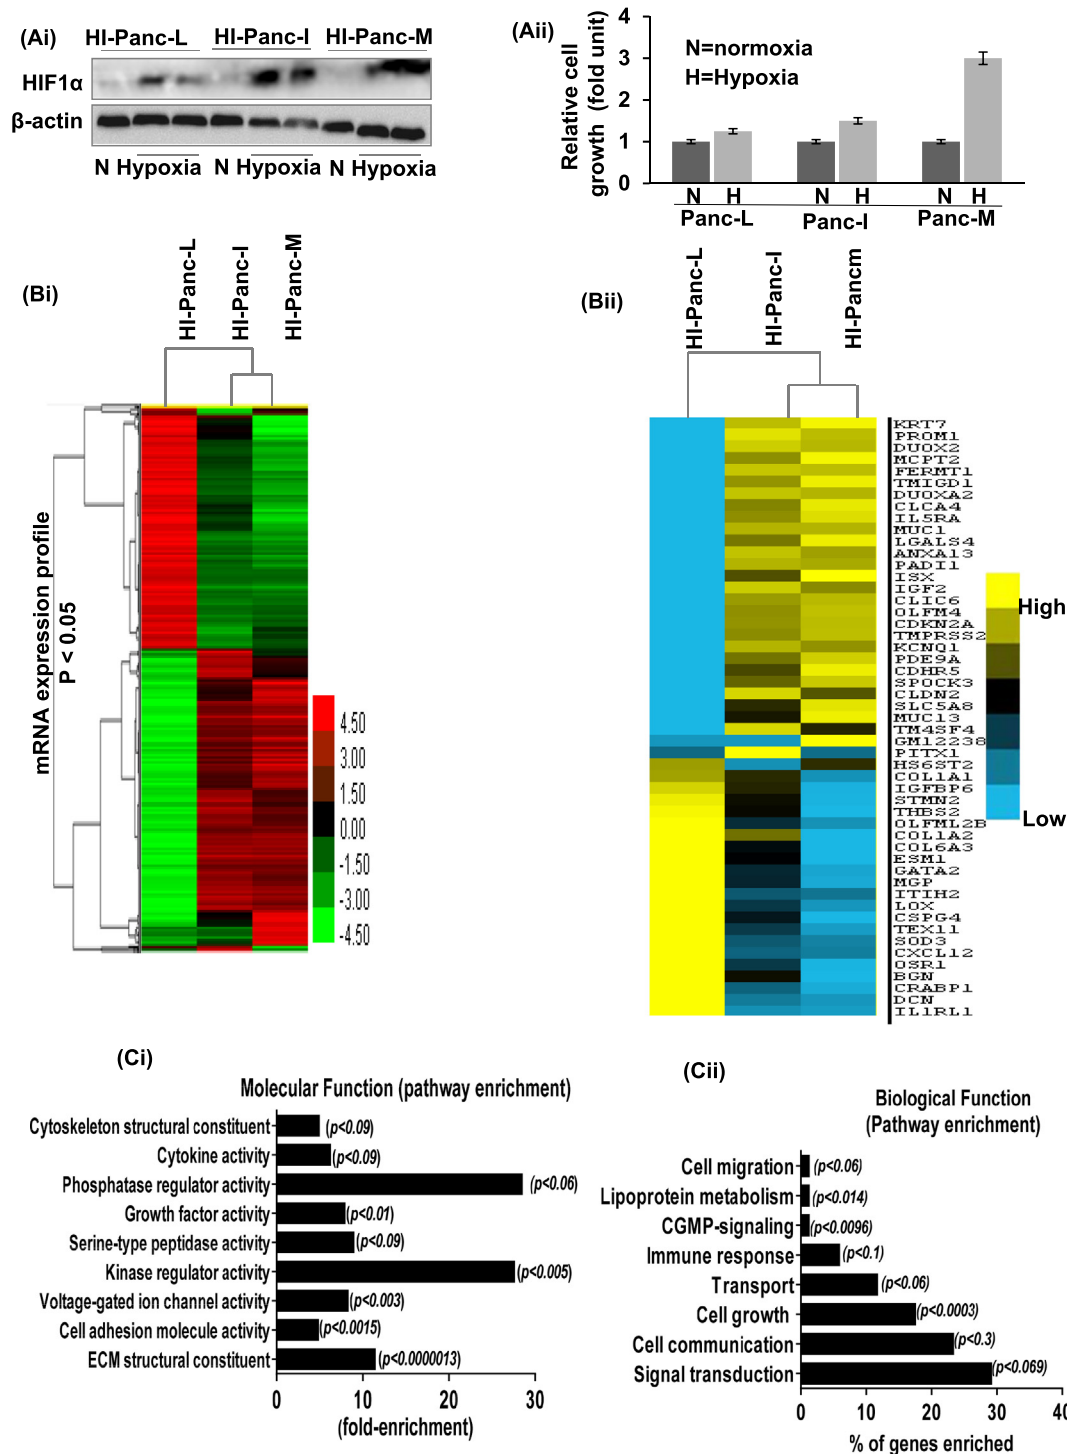 (Ai)
HI-Panc-L HI-Panc-I HI-Panc-M
HIF1α
β-actin
N Hypoxia N Hypoxia N Hypoxia
(Aii)
Relative cell
growth (fold unit)
4
3
2
1
0
N=normoxia
H=Hypoxia
N H N H N H
Panc-L Panc-I Panc-M
(Bi)
HI-Panc-L
HI-Panc-I
HI-Panc-M
mRNA expression profile
P < 0.05
4.50
3.00
1.50
0.00
-1.50
-3.00
-4.50
(Bii)
HI-Panc-L
HI-Panc-I
HI-Pancm
KRT7
PROM1
DUOX2
MCPT2
FERMT1
TMIGD1
DUOXA2
CLCA4
IL5RA
MUC1
LGALS4
ANXA13
PADI1
ISX
IGF2
CLIC6
OLFM4
CDKN2A
TMPRSS2
KCNQ1
PDE9A
CDHR5
SPOCK3
CLDN2
SLC5A8
MUC13
TM4SF4
GM12238
PITX1
HS6ST2
COL1A1
IGFBP6
STMN2
THBS2
OLFML2B
COL1A2
COL6A3
ESM1
GATA2
MGP
ITIH2
LOX
CSPG4
TEX11
SOD3
CXCL12
OSR1
BGN
CRABP1
DCN
IL1RL1
High
Low
(Ci)
Molecular Function (pathway enrichment)
Cytoskeleton structural constituent (p<0.09)
Cytokine activity (p<0.09)
Phosphatase regulator activity (p<0.06)
Growth factor activity (p<0.01)
Serine-type peptidase activity (p<0.09)
Kinase regulator activity (p<0.005)
Voltage-gated ion channel activity (p<0.003)
Cell adhesion molecule activity (p<0.0015)
ECM structural constituent (p<0.0000013)
0 10 20 30
(fold-enrichment)
(Cii)
Biological Function
(Pathway enrichment)
Cell migration (p<0.06)
Lipoprotein metabolism (p<0.014)
CGMP-signaling (p<0.0096)
Immune response (p<0.1)
Transport (p<0.06)
Cell growth (p<0.0003)
Cell communication (p<0.3)
Signal transduction (p<0.069)
0 10 20 30 40
% of genes enriched